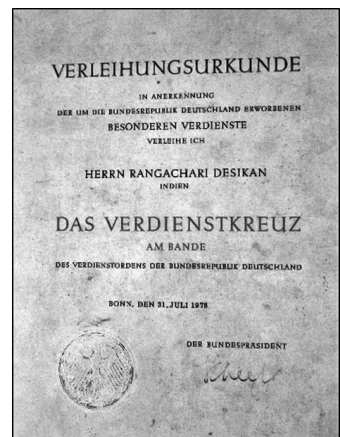 VERLEIHUNGSURKUNDE
IN ANERKENNUNG
DER UM DIE BUNDESREPUBLIK DEUTSCHLAND ERWORBENEN
BESONDEREN VERDIENSTE
VERLEIHE ICH
HERRN RANGACHARI DESIKAN
INDIEN
DAS VERDIENSTKREUZ
AM BANDE
DES VERDIENSTORDENS DER BUNDESREPUBLIK DEUTSCHLAND
BONN, DEN 31. JULI 1978
DER BUNDESPRÄSIDENT
Scheel